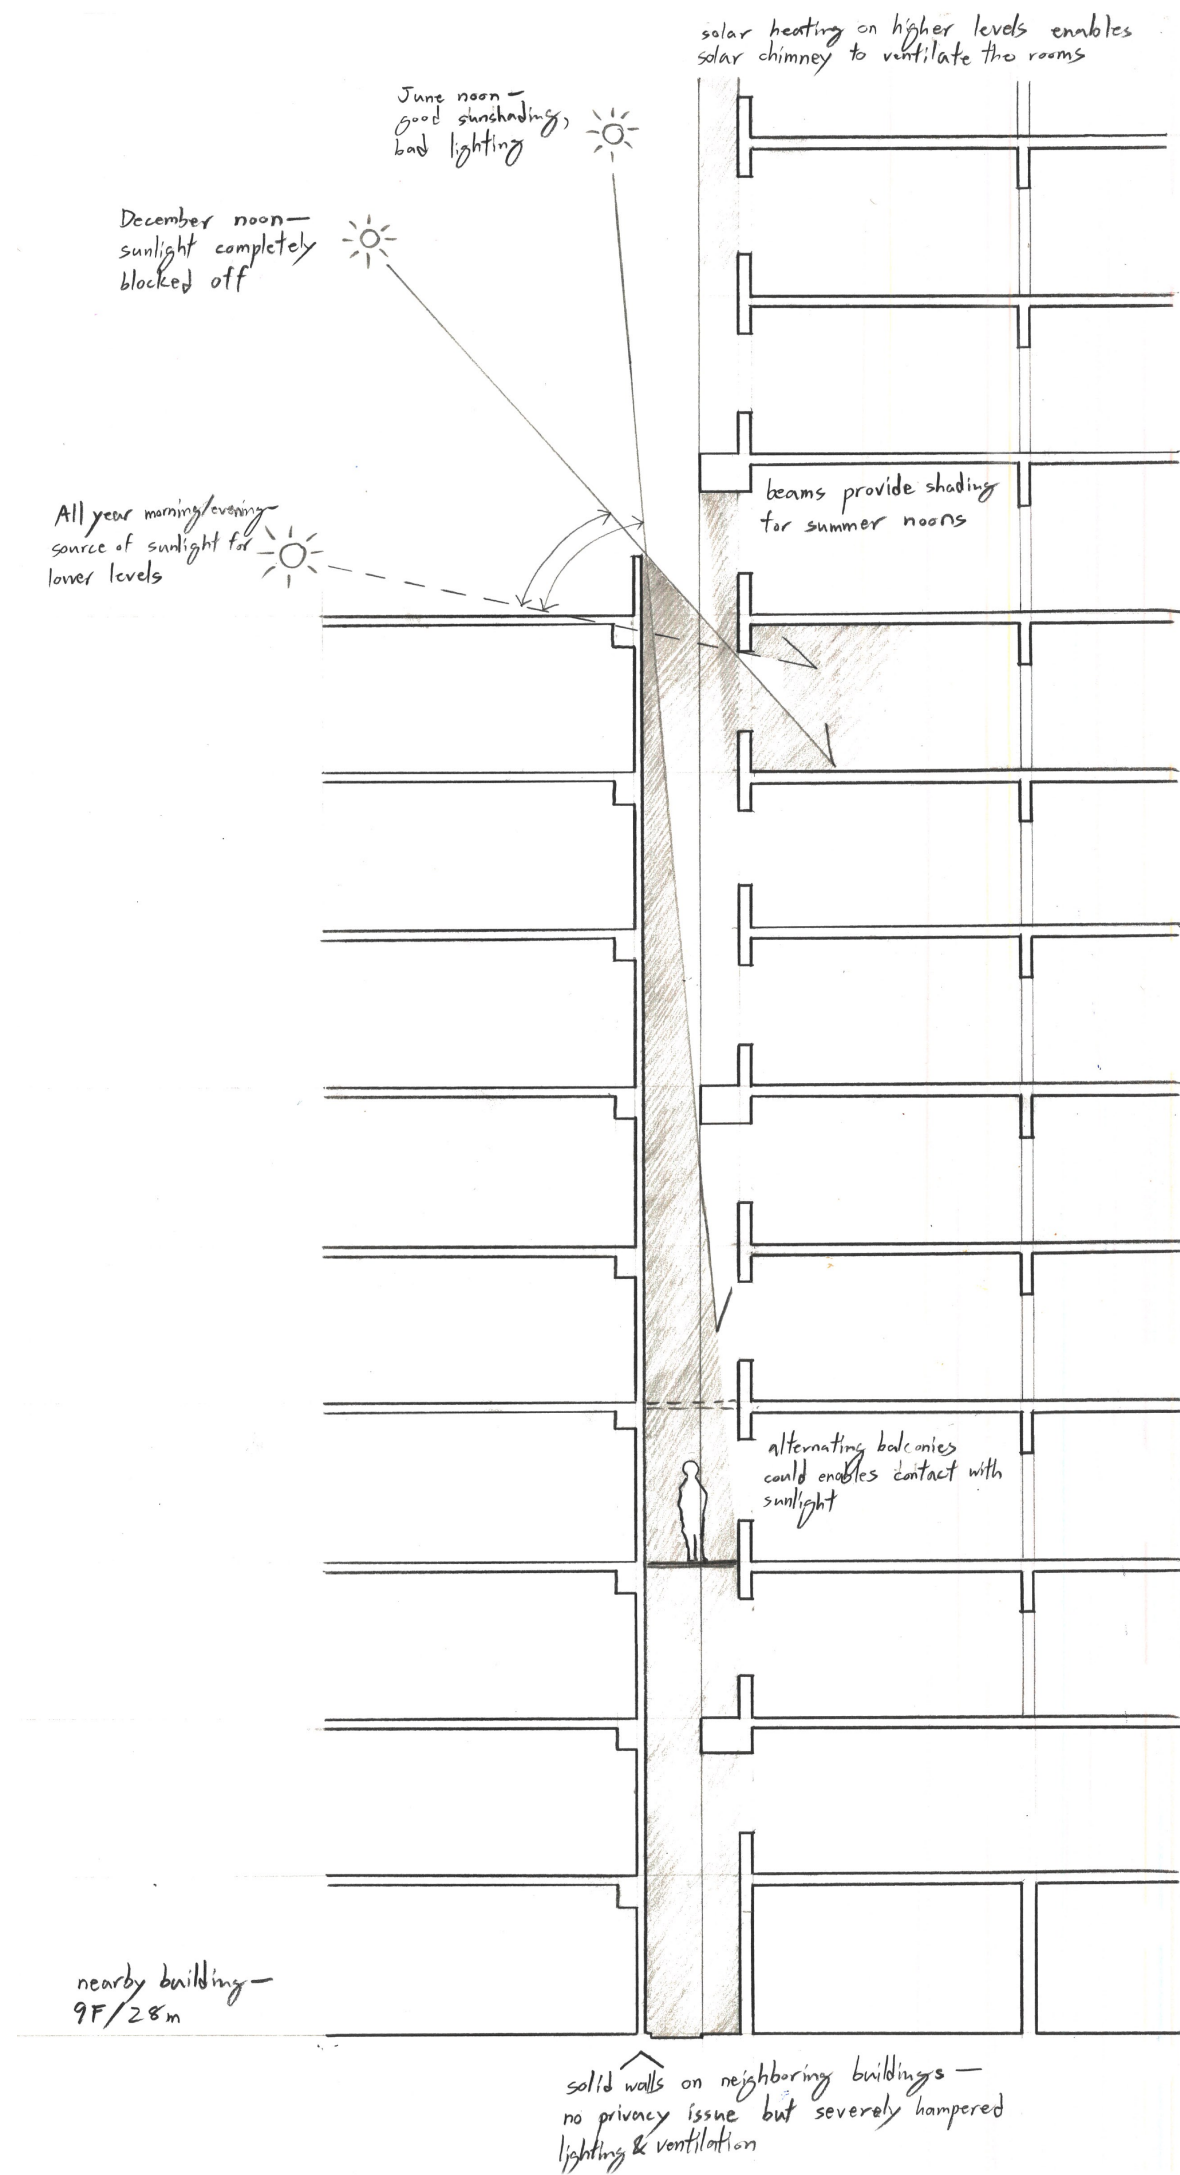 solar heating on higher levels enables
solar chimney to ventilate the rooms
June noon—
good sunshading,
bad lighting
December noon—
sunlight completely
blocked off
beams provide shading
for summer noons
All year morning/evening—
source of sunlight for
lower levels
alternating balconies
could enables contact with
sunlight
nearby building—
9F/28m
solid walls on neighboring buildings—
no privacy issue but severely hampered
lighting & ventilation